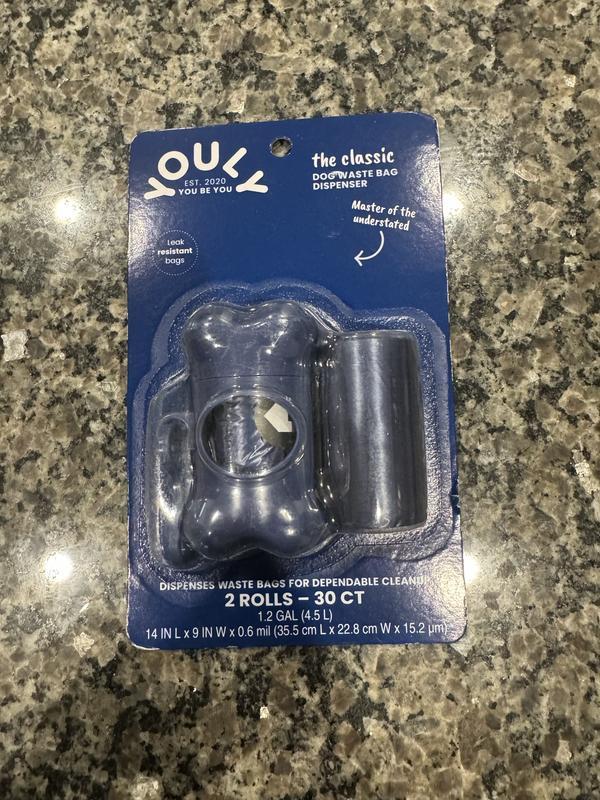 YOULY
EST. 2020
YOU BE YOU
the classic
DOG WASTE BAG
DISPENSER
Master of the
understated
Leak
resistant
bags
DISPENSES WASTE BAGS FOR DEPENDABLE CLEANUP
2 ROLLS – 30 CT
1.2 GAL (4.5 L)
14 IN L x 9 IN W x 0.6 mil (35.5 cm L x 22.8 cm W x 15.2 µm)